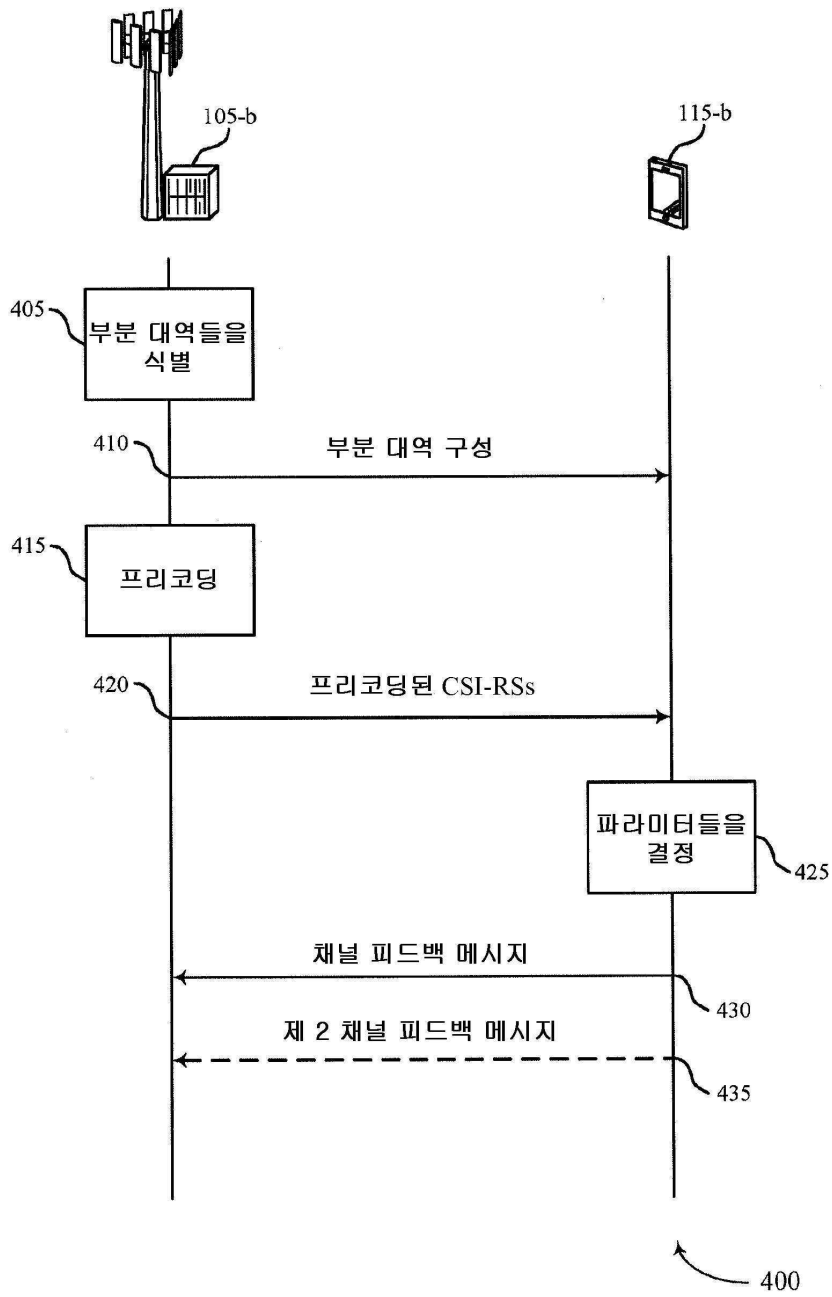 105-b
115-b
405
부분 대역들을
식별
410
부분 대역 구성
415
프리코딩
420
프리코딩된 CSI-RSs
파라미터들을
결정
425
채널 피드백 메시지
430
제 2 채널 피드백 메시지
435
400